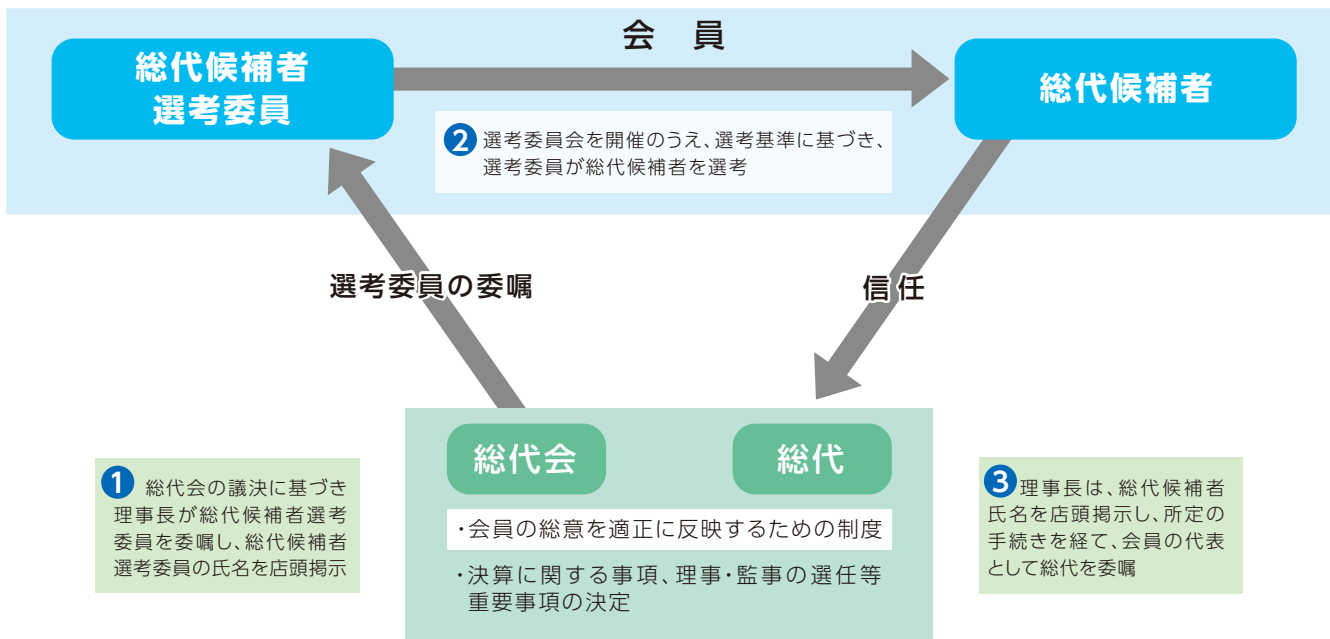 会 員
総代候補者
選考委員
総代候補者
2 選考委員会を開催のうえ、選考基準に基づき、
選考委員が総代候補者を選考
選考委員の委嘱
信任
総代会
総代
・会員の総意を適正に反映するための制度
・決算に関する事項、理事・監事の選任等
重要事項の決定
1 総代会の議決に基づき
理事長が総代候補者選考
委員を委嘱し、総代候補者
選考委員の氏名を店頭掲示
3 理事長は、総代候補者
氏名を店頭掲示し、所定の
手続きを経て、会員の代表
として総代を委嘱